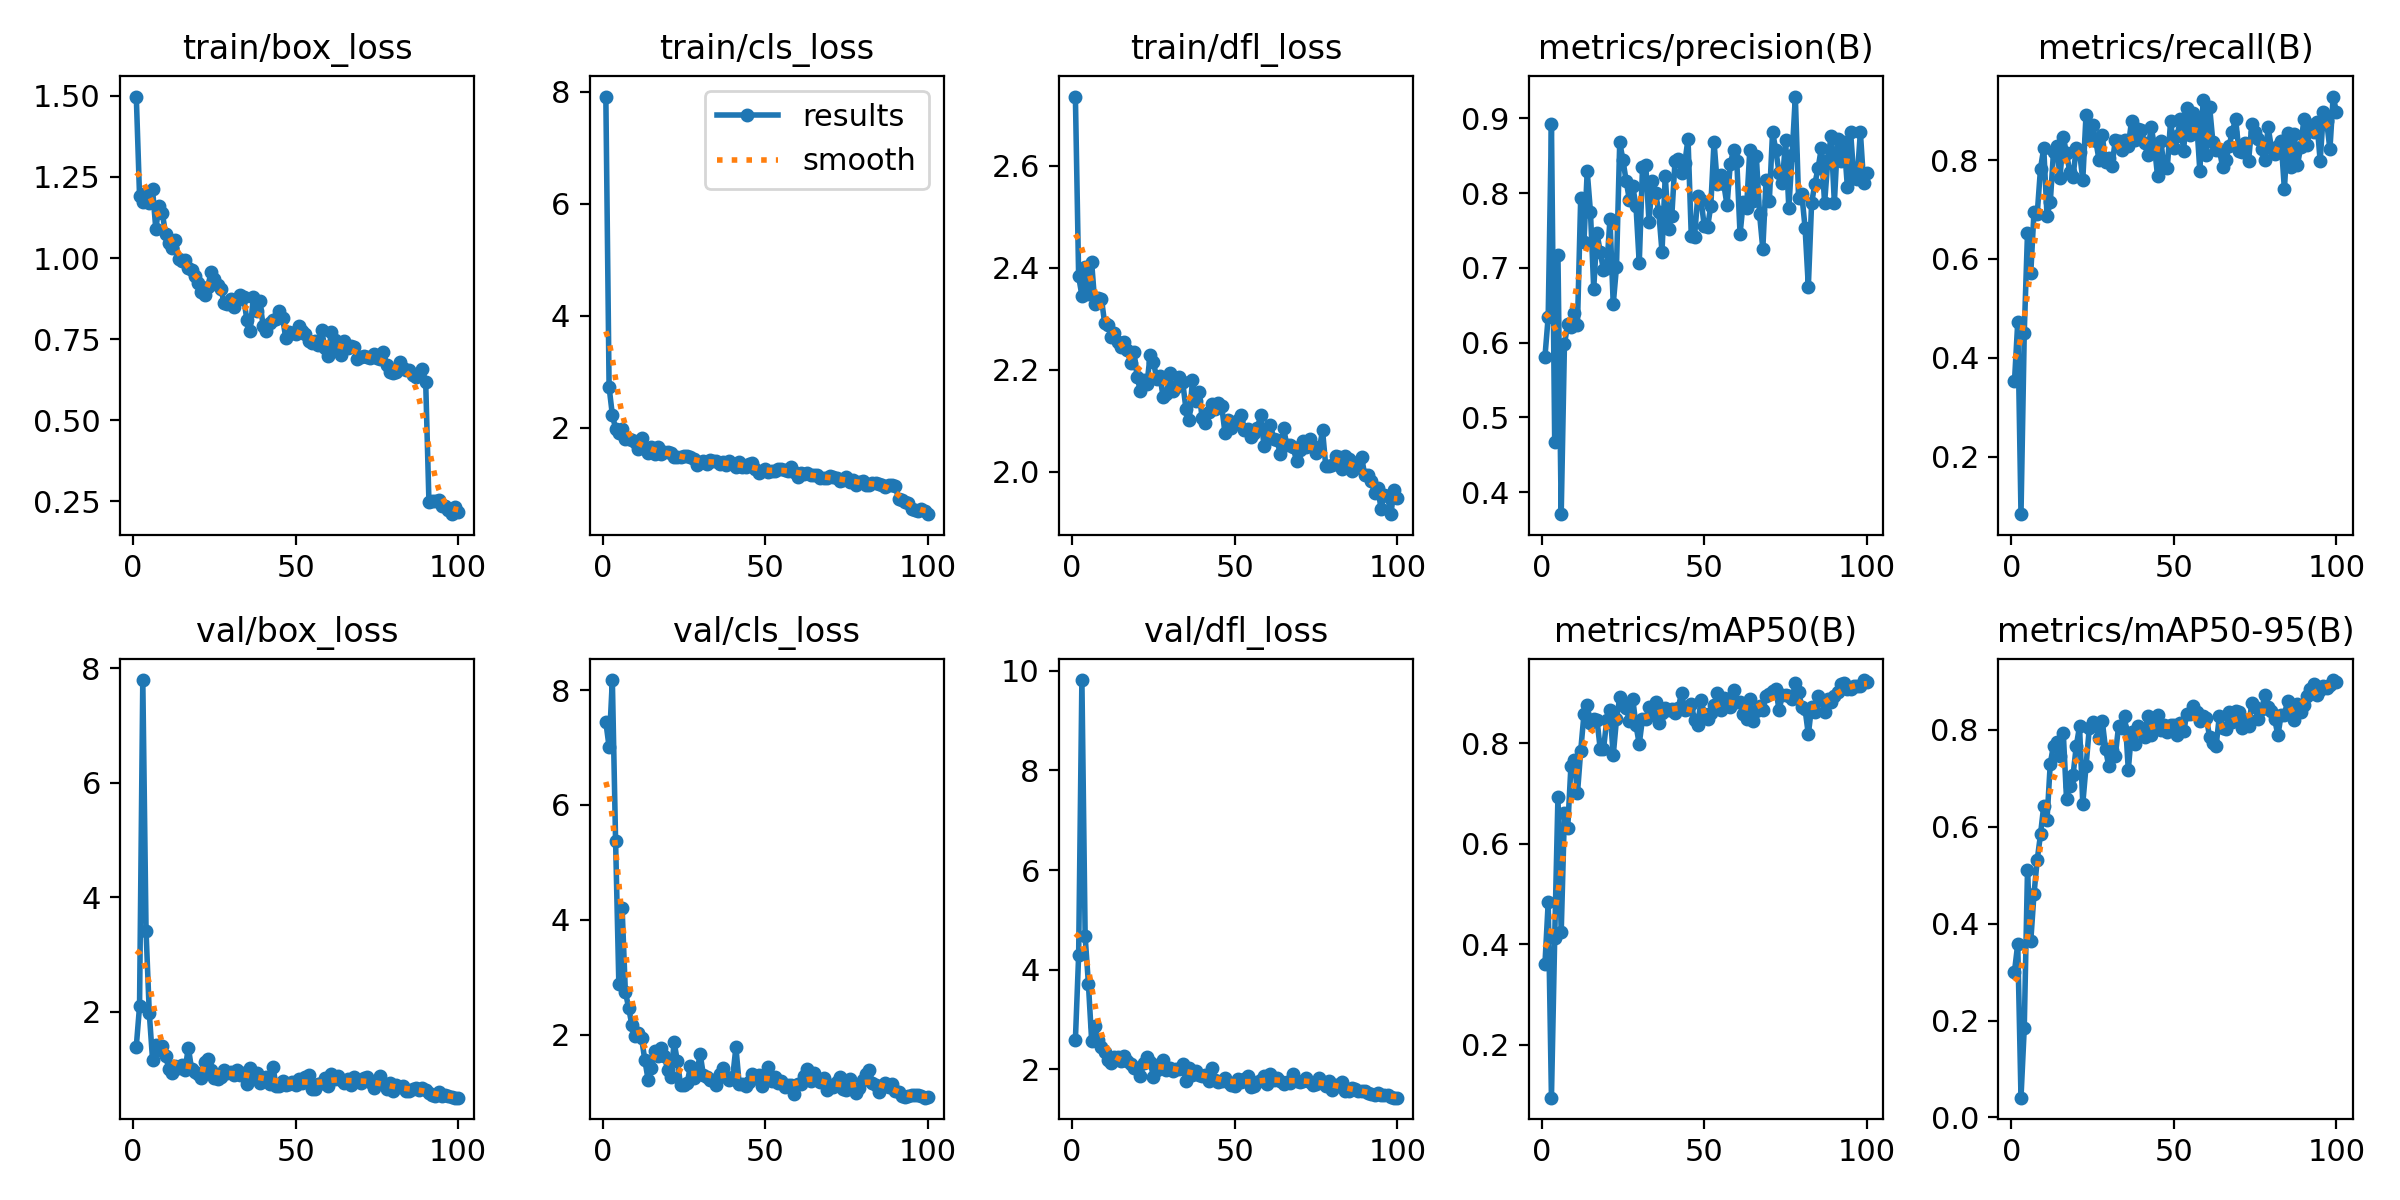 train/box_loss
train/cls_loss
train/dfl_loss
metrics/precision(B)
metrics/recall(B)
1.50
1.25
1.00
0.75
0.50
0.25
0 50 100
8
6
4
2
0 50 100
results
smooth
2.6
2.4
2.2
2.0
0 50 100
0.9
0.8
0.7
0.6
0.5
0.4
0 50 100
0.8
0.6
0.4
0.2
0 50 100
val/box_loss
val/cls_loss
val/dfl_loss
metrics/mAP50(B)
metrics/mAP50-95(B)
8
6
4
2
0 50 100
8
6
4
2
0 50 100
10
8
6
4
2
0 50 100
0.8
0.6
0.4
0.2
0 50 100
0.8
0.6
0.4
0.2
0.0
0 50 100